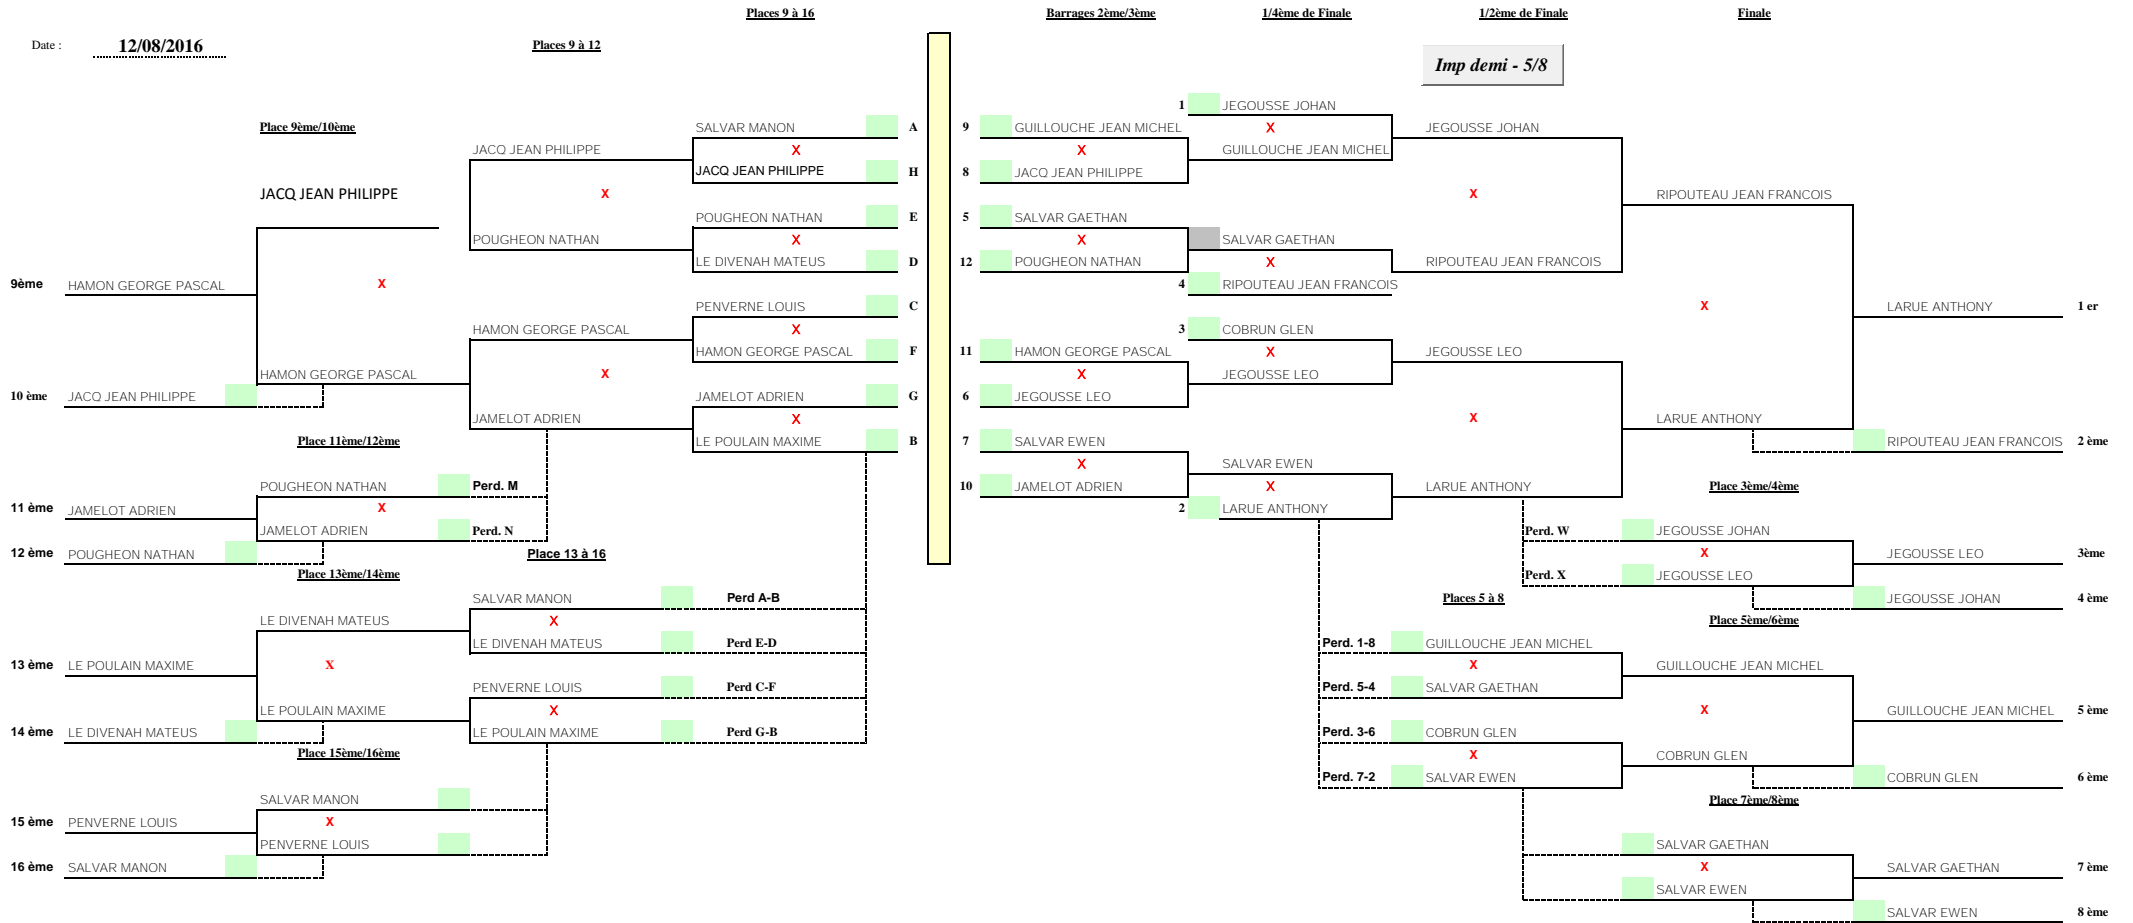 Places 9 à 16
Barrages 2ème/3ème
1/4ème de Finale
1/2ème de Finale
Finale
Date :
12/08/2016
Places 9 à 12
Imp demi - 5/8
Place 9ème/10ème
JACQ JEAN PHILIPPE
9ème
HAMON GEORGE PASCAL
X
HAMON GEORGE PASCAL
10 ème
JACQ JEAN PHILIPPE
Place 11ème/12ème
POUGHEON NATHAN
Perd. M
11 ème
JAMELOT ADRIEN
X
JAMELOT ADRIEN
Perd. N
12 ème
POUGHEON NATHAN
Place 13ème/14ème
LE DIVENAH MATEUS
13 ème
LE POULAIN MAXIME
X
LE POULAIN MAXIME
14 ème
LE DIVENAH MATEUS
Place 15ème/16ème
SALVAR MANON
15 ème
PENVERNE LOUIS
X
PENVERNE LOUIS
16 ème
SALVAR MANON
JACQ JEAN PHILIPPE
X
POUGHEON NATHAN
HAMON GEORGE PASCAL
X
JAMELOT ADRIEN
Place 13 à 16
SALVAR MANON
Perd A-B
X
LE DIVENAH MATEUS
Perd E-D
PENVERNE LOUIS
Perd C-F
X
LE POULAIN MAXIME
Perd G-B
SALVAR MANON
A
X
JACQ JEAN PHILIPPE
H
POUGHEON NATHAN
E
X
LE DIVENAH MATEUS
D
PENVERNE LOUIS
C
X
HAMON GEORGE PASCAL
F
JAMELOT ADRIEN
G
X
LE POULAIN MAXIME
B
9
GUILLOUCHE JEAN MICHEL
X
8
JACQ JEAN PHILIPPE
5
SALVAR GAETHAN
X
12
POUGHEON NATHAN
11
HAMON GEORGE PASCAL
X
6
JEGOUSSE LEO
7
SALVAR EWEN
X
10
JAMELOT ADRIEN
1
JEGOUSSE JOHAN
X
GUILLOUCHE JEAN MICHEL
SALVAR GAETHAN
X
4
RIPOUTEAU JEAN FRANCOIS
3
COBRUN GLEN
X
JEGOUSSE LEO
SALVAR EWEN
X
2
LARUE ANTHONY
JEGOUSSE JOHAN
X
RIPOUTEAU JEAN FRANCOIS
JEGOUSSE LEO
X
LARUE ANTHONY
RIPOUTEAU JEAN FRANCOIS
X
LARUE ANTHONY
LARUE ANTHONY
1 er
RIPOUTEAU JEAN FRANCOIS
2 ème
Place 3ème/4ème
Perd. W
JEGOUSSE JOHAN
X
JEGOUSSE LEO
3ème
Perd. X
JEGOUSSE LEO
JEGOUSSE JOHAN
4 ème
Places 5 à 8
Place 5ème/6ème
Perd. 1-8
GUILLOUCHE JEAN MICHEL
X
GUILLOUCHE JEAN MICHEL
Perd. 5-4
SALVAR GAETHAN
X
GUILLOUCHE JEAN MICHEL
5 ème
Perd. 3-6
COBRUN GLEN
X
COBRUN GLEN
Perd. 7-2
SALVAR EWEN
COBRUN GLEN
6 ème
Place 7ème/8ème
SALVAR GAETHAN
X
SALVAR GAETHAN
7 ème
SALVAR EWEN
SALVAR EWEN
8 ème